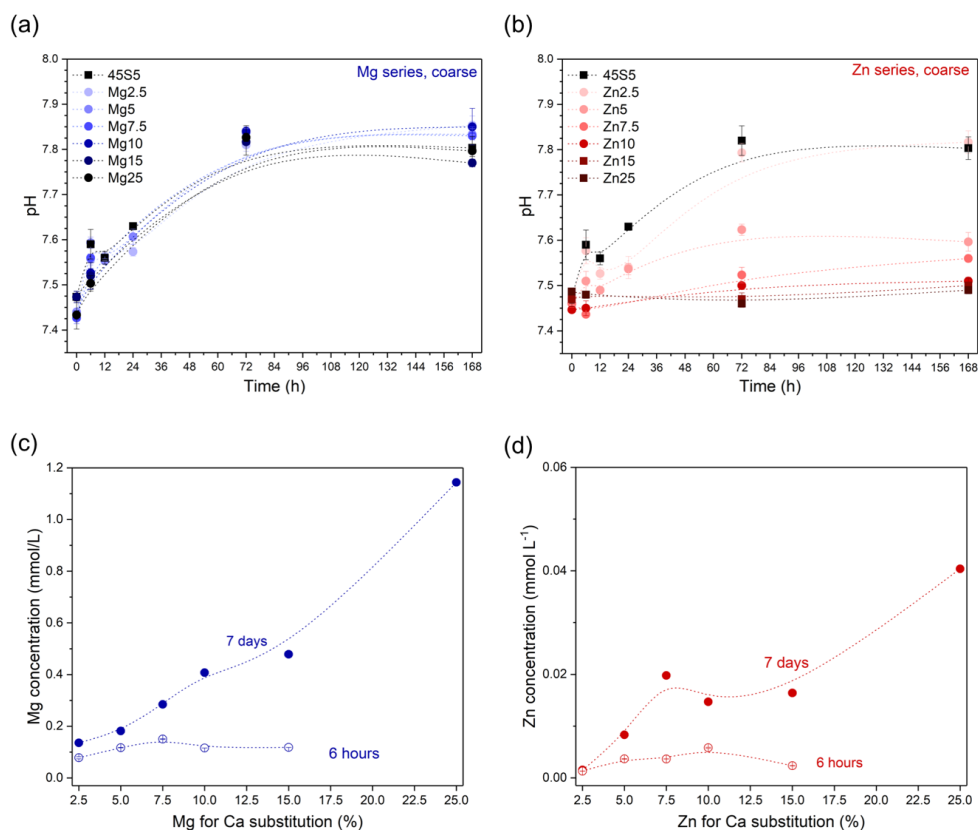 (a)
Mg series, coarse
45S5
Mg2.5
Mg5
Mg7.5
Mg10
Mg15
Mg25
8.0
7.9
7.8
7.7
7.6
7.5
7.4
pH
0 12 24 36 48 60 72 84 96 108 120 132 144 156 168
Time (h)
(b)
Zn series, coarse
45S5
Zn2.5
Zn5
Zn7.5
Zn10
Zn15
Zn25
8.0
7.9
7.8
7.7
7.6
7.5
7.4
pH
0 12 24 36 48 60 72 84 96 108 120 132 144 156 168
Time (h)
(c)
1.2
1.0
0.8
0.6
0.4
0.2
0.0
Mg concentration (mmol/L)
7 days
6 hours
2.5 5.0 7.5 10.0 12.5 15.0 17.5 20.0 22.5 25.0
Mg for Ca substitution (%)
(d)
0.06
0.04
0.02
0.00
Zn concentration (mmol L⁻¹)
7 days
6 hours
2.5 5.0 7.5 10.0 12.5 15.0 17.5 20.0 22.5 25.0
Zn for Ca substitution (%)